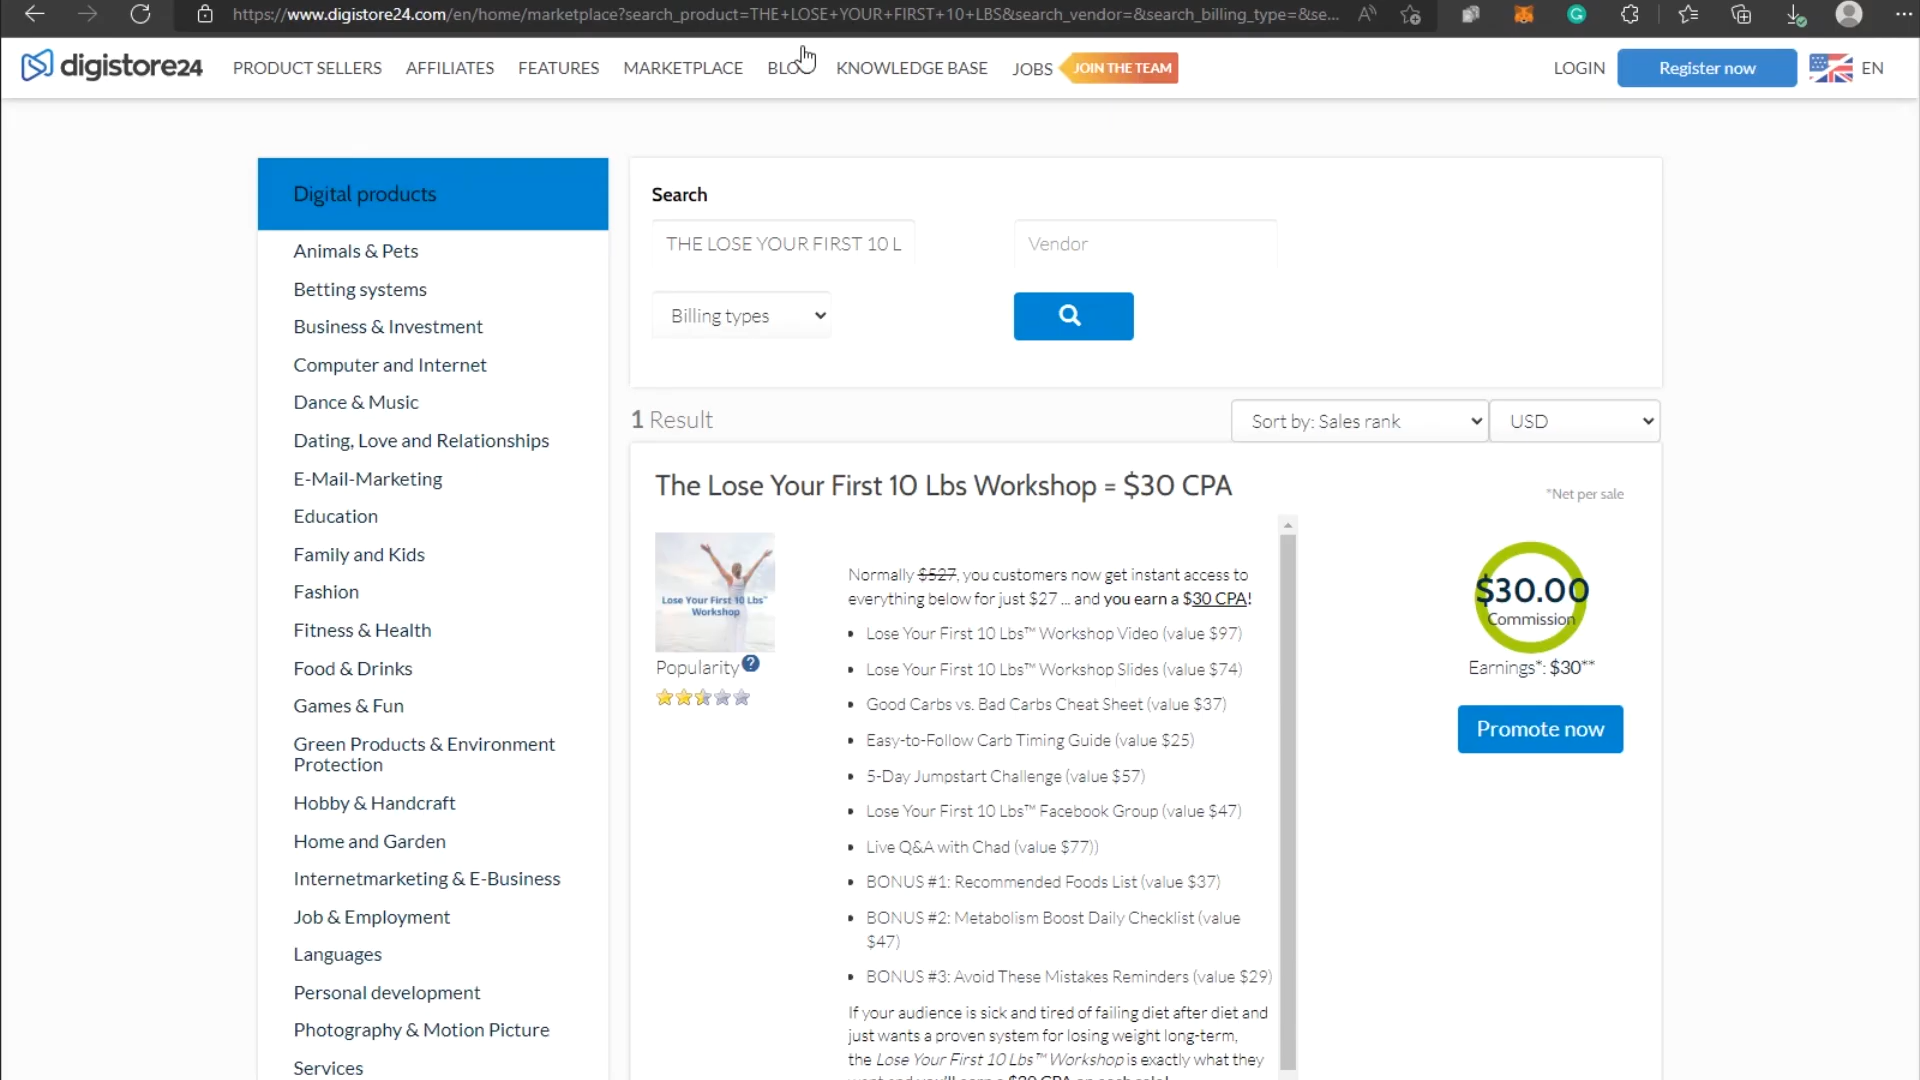 https://www.digistore24.com/en/home/marketplace?search_product=THE+LOSE+YOUR+FIRST+10+LBS&search_vendor=&search_billing_type=&se...
digistore24 PRODUCT SELLERS AFFILIATES FEATURES MARKETPLACE BLO KNOWLEDGE BASE JOBS JOIN THE TEAM LOGIN Register now EN
Digital products
Animals & Pets
Betting systems
Business & Investment
Computer and Internet
Dance & Music
Dating, Love and Relationships
E-Mail-Marketing
Education
Family and Kids
Fashion
Fitness & Health
Food & Drinks
Games & Fun
Green Products & Environment
Protection
Hobby & Handcraft
Home and Garden
Internetmarketing & E-Business
Job & Employment
Languages
Personal development
Photography & Motion Picture
Services
Search
THE LOSE YOUR FIRST 10 L
Vendor
Billing types
1 Result
Sort by: Sales rank
USD
The Lose Your First 10 Lbs Workshop = $30 CPA
*Net per sale
Lose Your First 10 Lbs™
Workshop
Popularity ?
Normally $527, you customers now get instant access to
everything below for just $27 ... and you earn a $30 CPA!
• Lose Your First 10 Lbs™ Workshop Video (value $97)
• Lose Your First 10 Lbs™ Workshop Slides (value $74)
• Good Carbs vs. Bad Carbs Cheat Sheet (value $37)
• Easy-to-Follow Carb Timing Guide (value $25)
• 5-Day Jumpstart Challenge (value $57)
• Lose Your First 10 Lbs™ Facebook Group (value $47)
• Live Q&A with Chad (value $77))
• BONUS #1: Recommended Foods List (value $37)
• BONUS #2: Metabolism Boost Daily Checklist (value
$47)
• BONUS #3: Avoid These Mistakes Reminders (value $29)
If your audience is sick and tired of failing diet after diet and
just wants a proven system for losing weight long-term,
the Lose Your First 10 Lbs™ Workshop is exactly what they
$30.00
Commission
Earnings*: $30**
Promote now